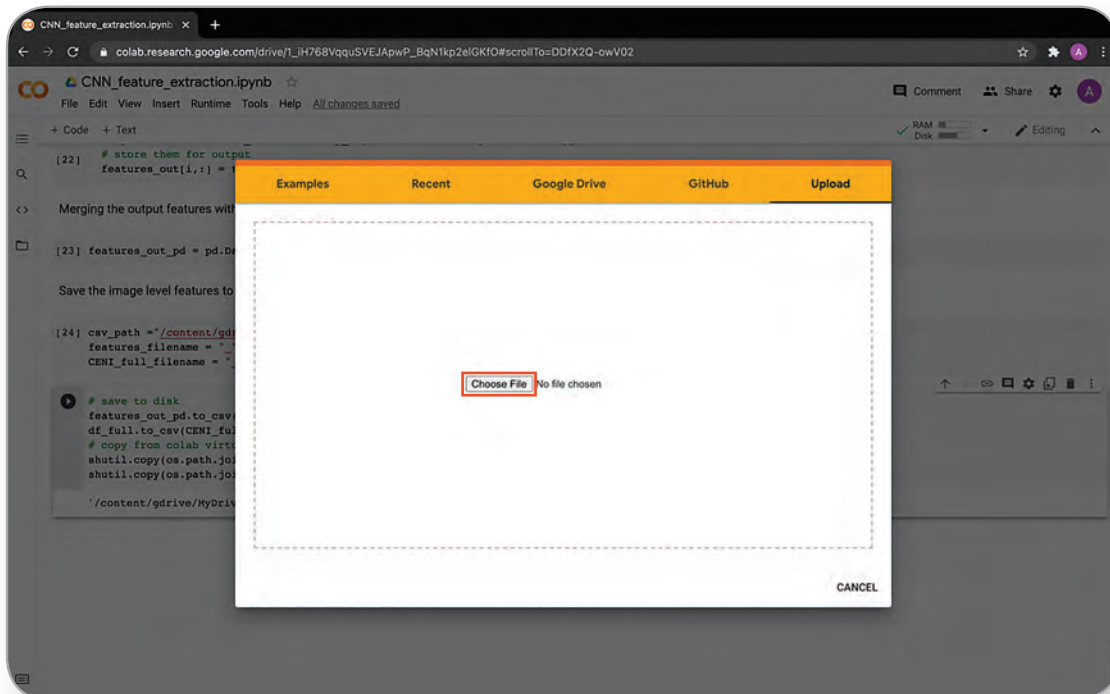 CNN_feature_extraction.ipynb
colab.research.google.com/drive/1_iH768VqquSVEJApwP_BqN1kp2elGKfO#scrollTo=DDfX2Q-owV02
A
CO CNN_feature_extraction.ipynb
File Edit View Insert Runtime Tools Help All changes saved
Comment Share A
+ Code + Text
RAM
Disk
Editing
[22] # store them for output
features_out[i,:] =
Merging the output features with
[23] features_out_pd = pd.Da
Save the image level features to
[24] csv_path ="/content/gdr
features_filename = "_
CENI_full_filename = "_
# save to disk
features_out_pd.to_csv(
df_full.to_csv(CENI_ful
# copy from colab virtu
shutil.copy(os.path.joi
shutil.copy(os.path.joi
'/content/gdrive/MyDriv
Examples Recent Google Drive GitHub Upload
Choose File No file chosen
CANCEL